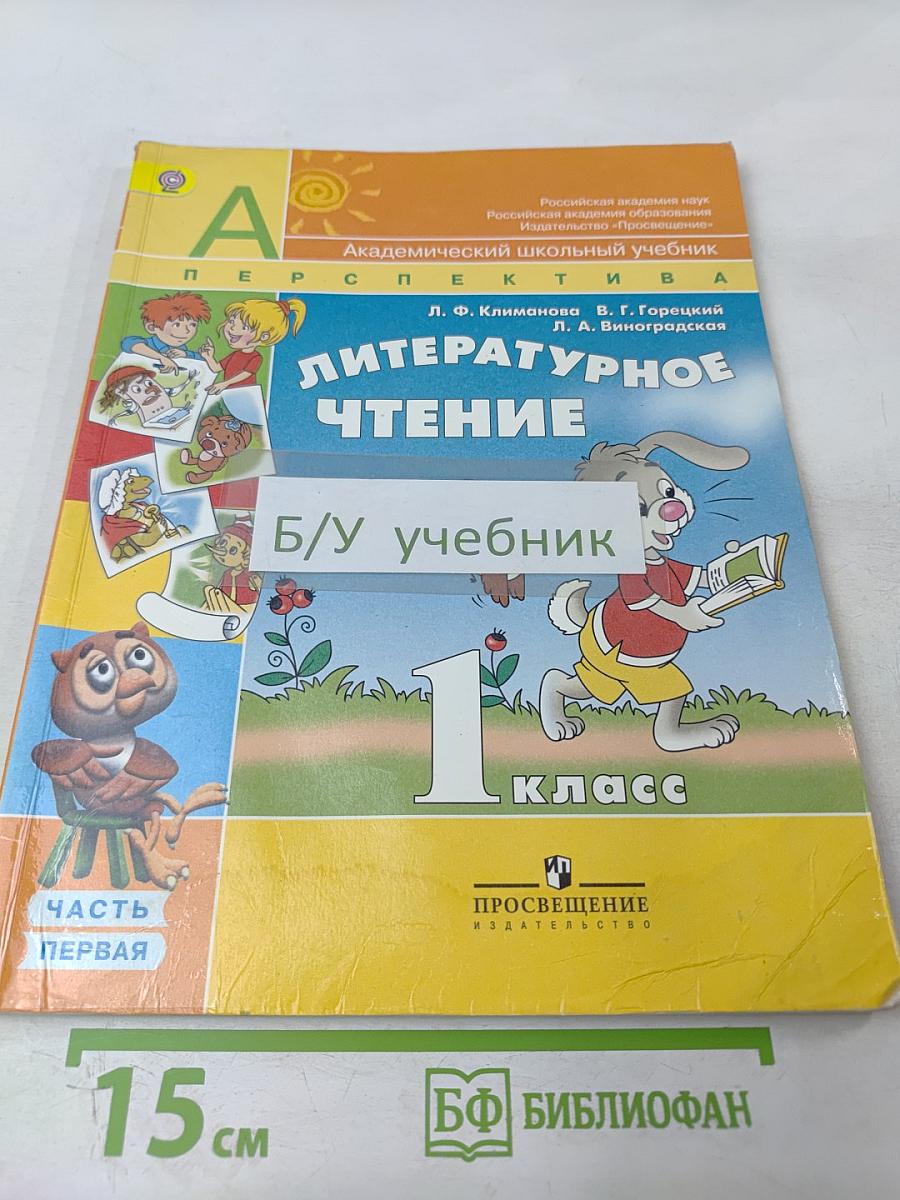 А
Российская академия наук
Российская академия образования
Издательство «Просвещение»
Академический школьный учебник
ПЕРСПЕКТИВА
Л. Ф. Климанова В. Г. Горецкий
Л. А. Виноградская
ЛИТЕРАТУРНОЕ
ЧТЕНИЕ
Б/У учебник
1 класс
ЧАСТЬ
ПЕРВАЯ
ИП
ПРОСВЕЩЕНИЕ
ИЗДАТЕЛЬСТВО
15 см
БФ БИБЛИОФАН